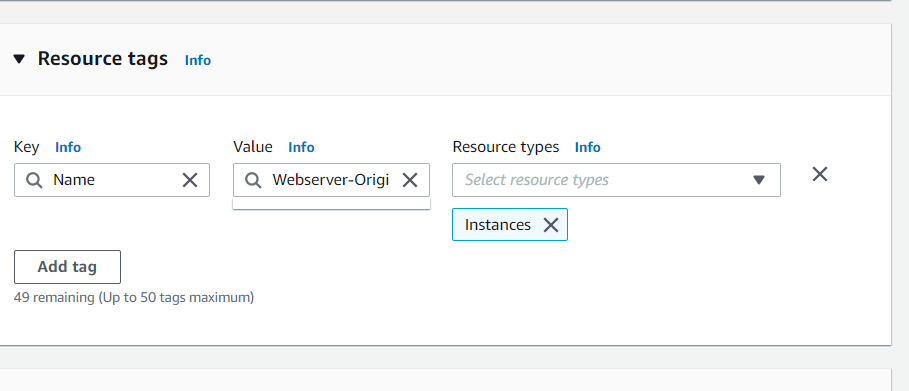 Resource tags Info
Key Info Value Info Resource types Info
Name Webserver-Origi Select resource types
Instances
Add tag
49 remaining (Up to 50 tags maximum)